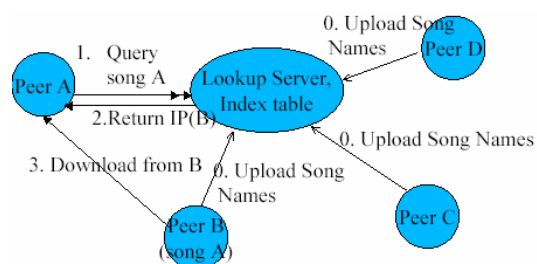 0. Upload Song
Names
Peer D
1. Query
song A
Lookup Server,
Index table
Peer A
2.Return IP(B)
0. Upload Song Names
3. Download from B
0. Upload Song
Names
Peer C
Peer B
(song A)